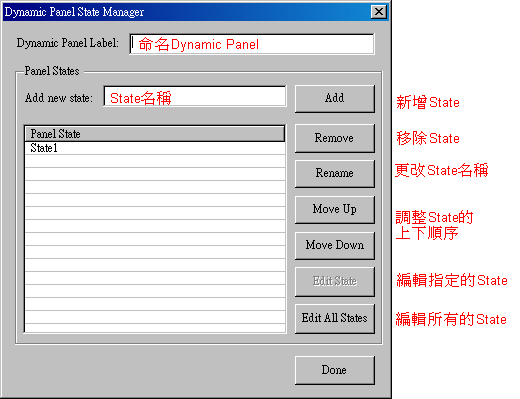 Dynamic Panel State Manager
Dynamic Panel Label: 命名Dynamic Panel
Panel States
Add new state: State名稱 Add 新增State
Panel State
State1
Remove 移除State
Rename 更改State名稱
Move Up 調整State的
上下順序
Move Down
Edit State 編輯指定的State
Edit All States 編輯所有的State
Done